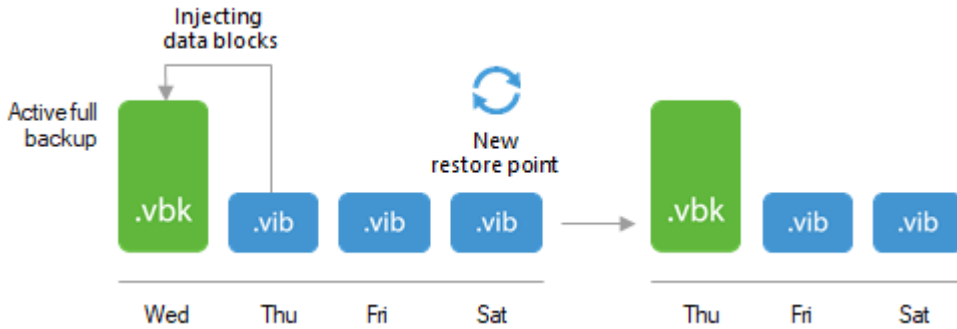 Injecting
data blocks
Active full
backup
New
restore point
.vbk
.vib
.vib
.vib
.vbk
.vib
.vib
Wed
Thu
Fri
Sat
Thu
Fri
Sat